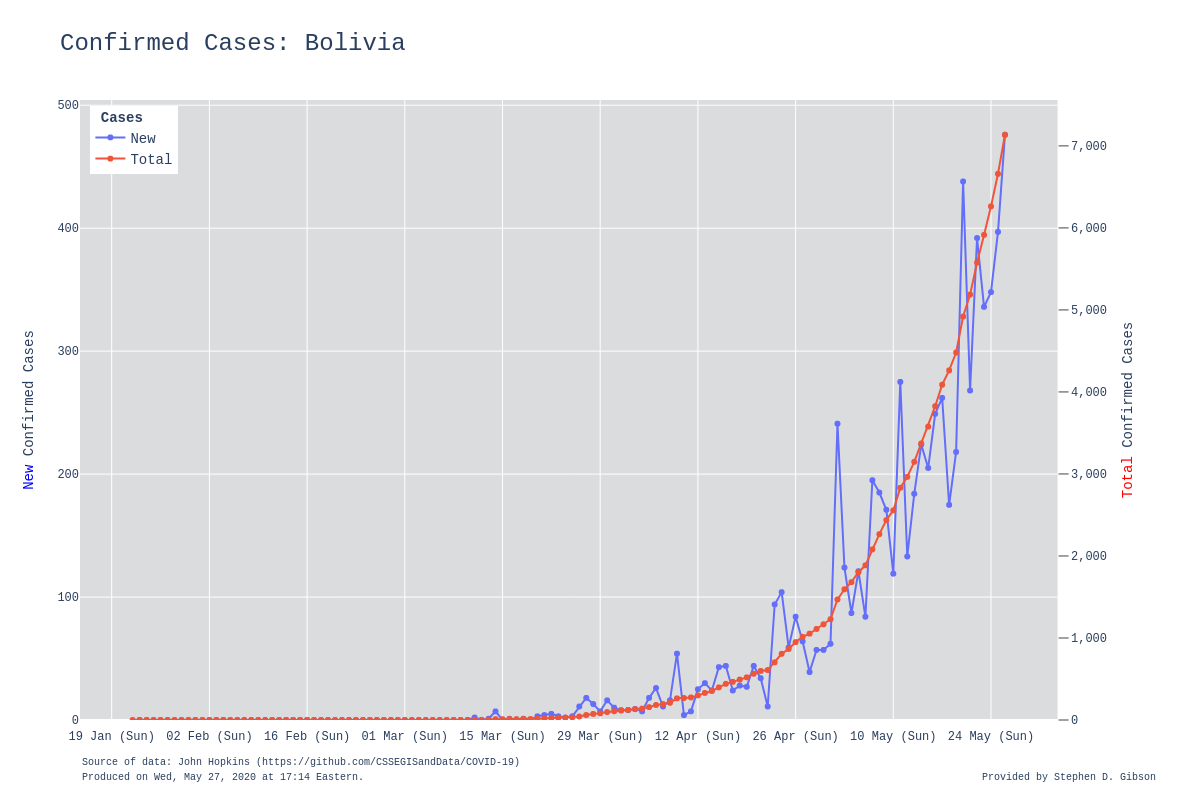 Confirmed Cases: Bolivia
Cases
New
Total
500
400
300
200
100
0
7,000
6,000
5,000
4,000
3,000
2,000
1,000
0
New Confirmed Cases
Total Confirmed Cases
19 Jan (Sun) 02 Feb (Sun) 16 Feb (Sun) 01 Mar (Sun) 15 Mar (Sun) 29 Mar (Sun) 12 Apr (Sun) 26 Apr (Sun) 10 May (Sun) 24 May (Sun)
Source of data: John Hopkins (https://github.com/CSSEGISandData/COVID-19)
Produced on Wed, May 27, 2020 at 17:14 Eastern.
Provided by Stephen D. Gibson